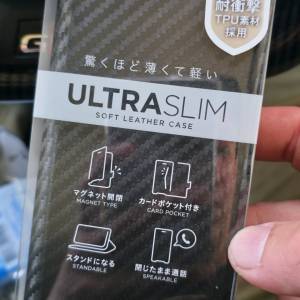 耐衝撃
TPU素材
採用
驚くほど薄くて軽い
ULTRASLIM
SOFT LEATHER CASE
マグネット開閉
MAGNET TYPE
カードポケット付き
CARD POCKET
スタンドになる
STANDABLE
閉じたまま通話
SPEAKABLE